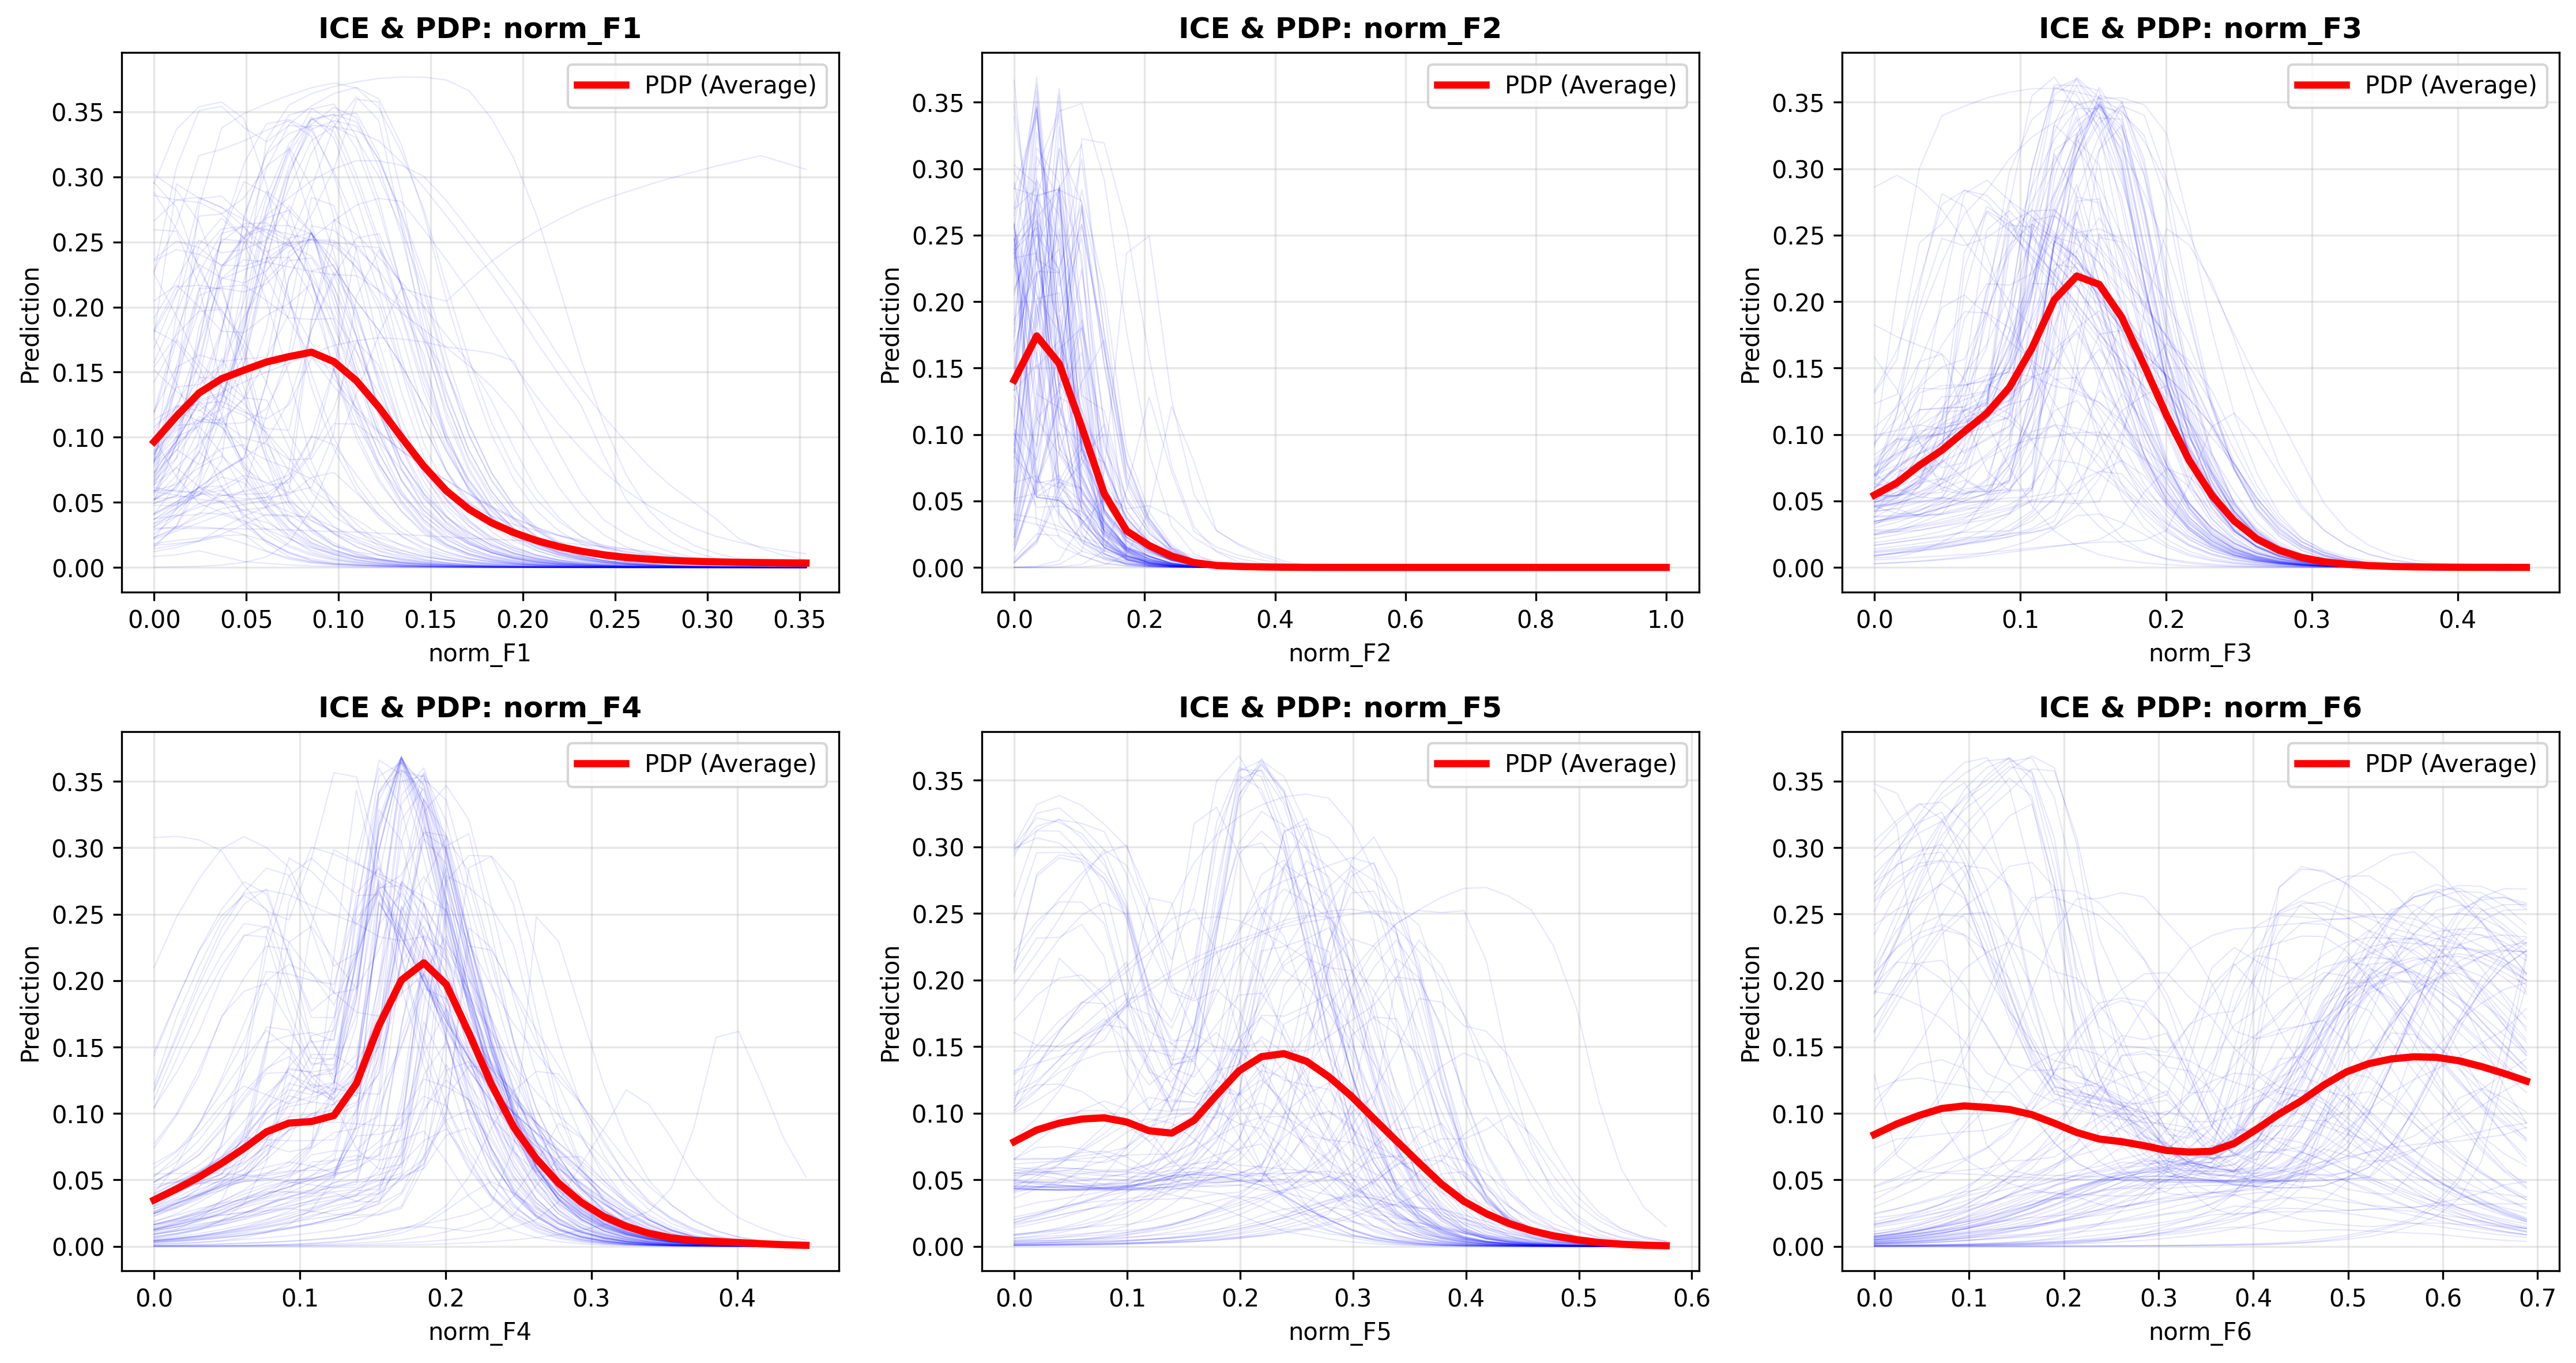 ICE & PDP: norm_F1
PDP (Average)
Prediction
0.35
0.30
0.25
0.20
0.15
0.10
0.05
0.00
0.00 0.05 0.10 0.15 0.20 0.25 0.30 0.35
norm_F1
ICE & PDP: norm_F2
PDP (Average)
Prediction
0.35
0.30
0.25
0.20
0.15
0.10
0.05
0.00
0.0 0.2 0.4 0.6 0.8 1.0
norm_F2
ICE & PDP: norm_F3
PDP (Average)
Prediction
0.35
0.30
0.25
0.20
0.15
0.10
0.05
0.00
0.0 0.1 0.2 0.3 0.4
norm_F3
ICE & PDP: norm_F4
PDP (Average)
Prediction
0.35
0.30
0.25
0.20
0.15
0.10
0.05
0.00
0.0 0.1 0.2 0.3 0.4
norm_F4
ICE & PDP: norm_F5
PDP (Average)
Prediction
0.35
0.30
0.25
0.20
0.15
0.10
0.05
0.00
0.0 0.1 0.2 0.3 0.4 0.5 0.6
norm_F5
ICE & PDP: norm_F6
PDP (Average)
Prediction
0.35
0.30
0.25
0.20
0.15
0.10
0.05
0.00
0.0 0.1 0.2 0.3 0.4 0.5 0.6 0.7
norm_F6